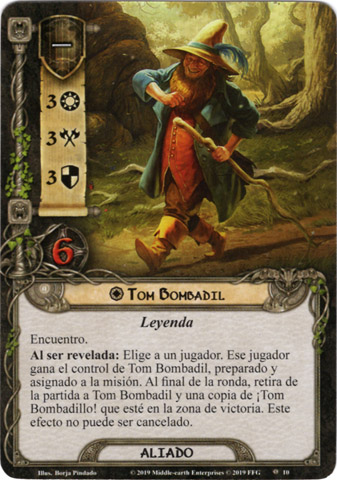 –
3
3
3
6
Tom Bombadil
Leyenda
Encuentro.
Al ser revelada: Elige a un jugador. Ese jugador
gana el control de Tom Bombadil, preparado y
asignado a la misión. Al final de la ronda, retira de
la partida a Tom Bombadil y una copia de ¡Tom
Bombadillo! que esté en la zona de victoria. Este
efecto no puede ser cancelado.
ALIADO
Illus. Borja Pindado © 2019 Middle-earth Enterprises © 2019 FFG 10